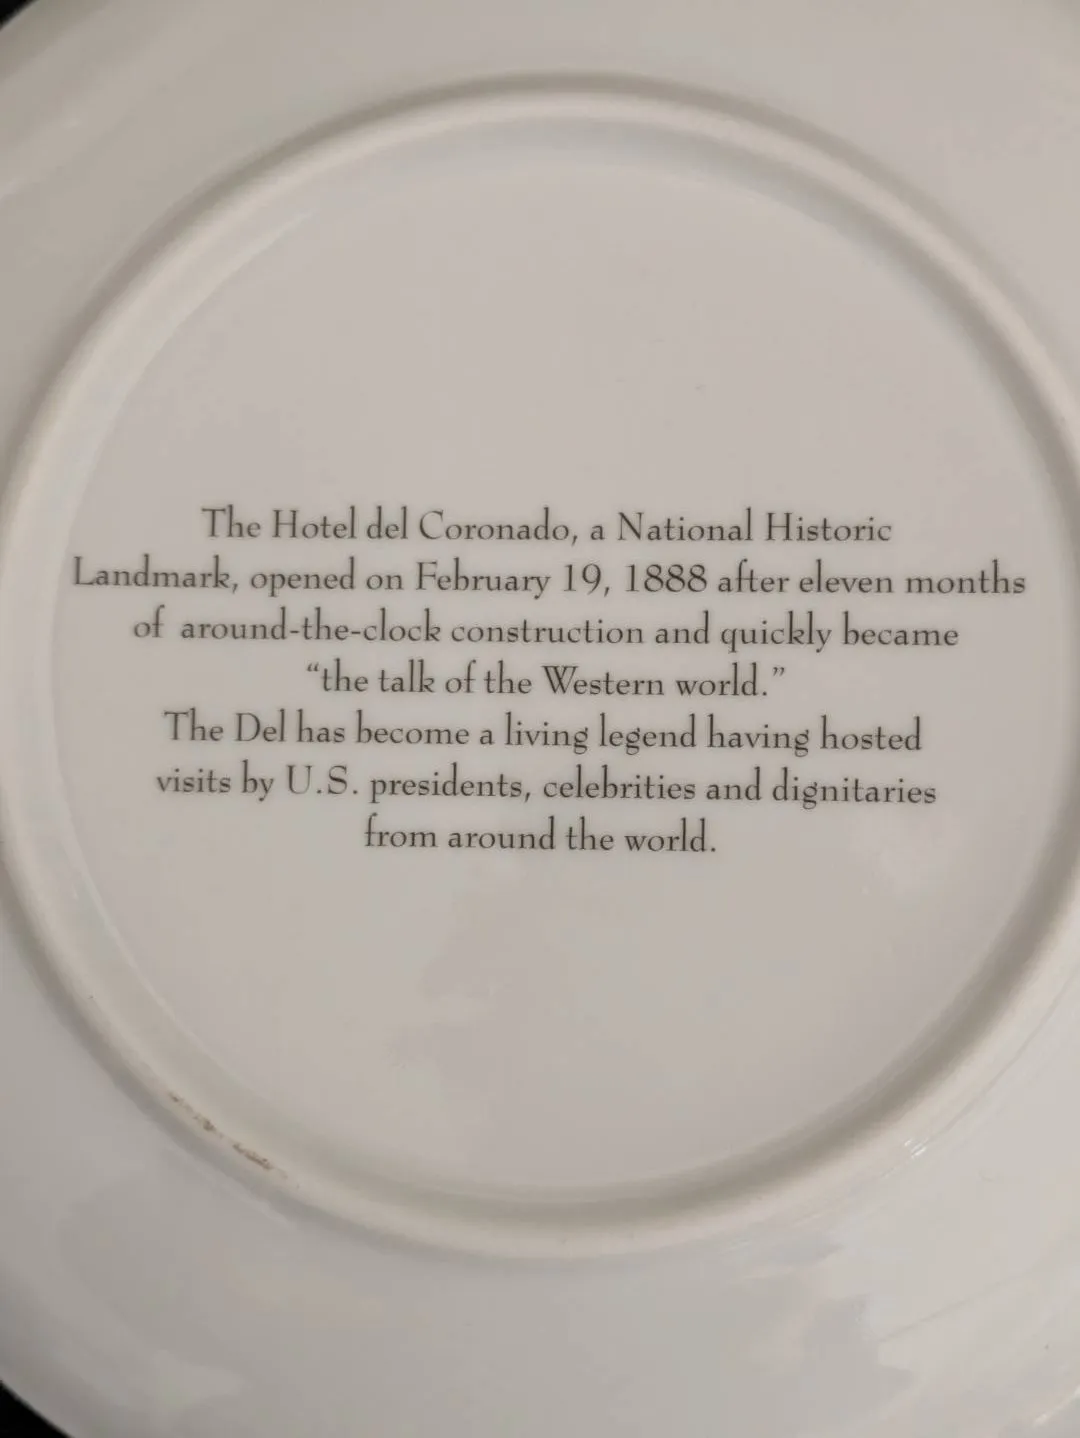 The Hotel del Coronado, a National Historic
Landmark, opened on February 19, 1888 after eleven months
of around-the-clock construction and quickly became
“the talk of the Western world.”
The Del has become a living legend having hosted
visits by U.S. presidents, celebrities and dignitaries
from around the world.